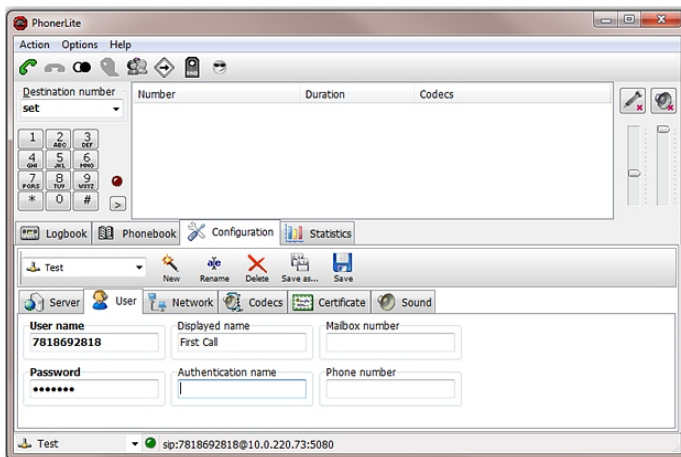 PhonerLite
Action Options Help
Destination number
set
Number Duration Codecs
1 2 ABC 3 DEF
4 GHI 5 JKL 6 MNO
7 PQRS 8 TUV 9 WXYZ
* 0 # >
Logbook Phonebook Configuration Statistics
Test New Rename Delete Save as... Save
Server User Network Codecs Certificate Sound
User name Displayed name Mailbox number
7818692818 First Call
Password Authentication name Phone number
•••••••
Test sip:7818692818@10.0.220.73:5080